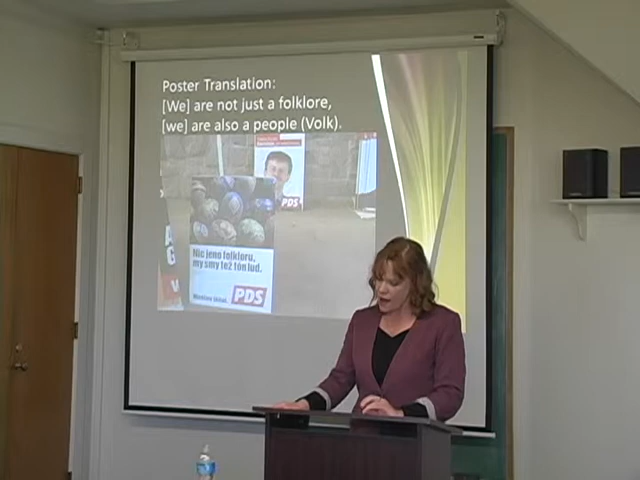 Poster Translation:
[We] are not just a folklore,
[we] are also a people (Volk).
PDS
Nic jeno folkloru,
my smy tež tón lud.
PDS